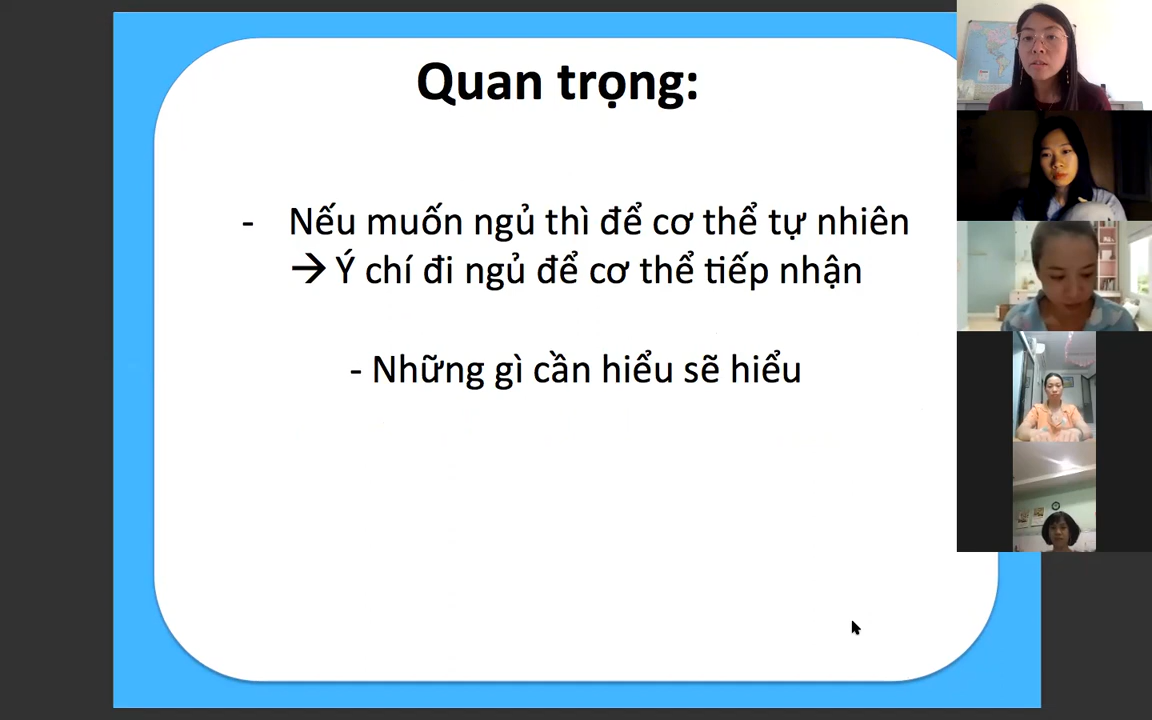 Quan trọng:
- Nếu muốn ngủ thì để cơ thể tự nhiên
→ Ý chí đi ngủ để cơ thể tiếp nhận
- Những gì cần hiểu sẽ hiểu